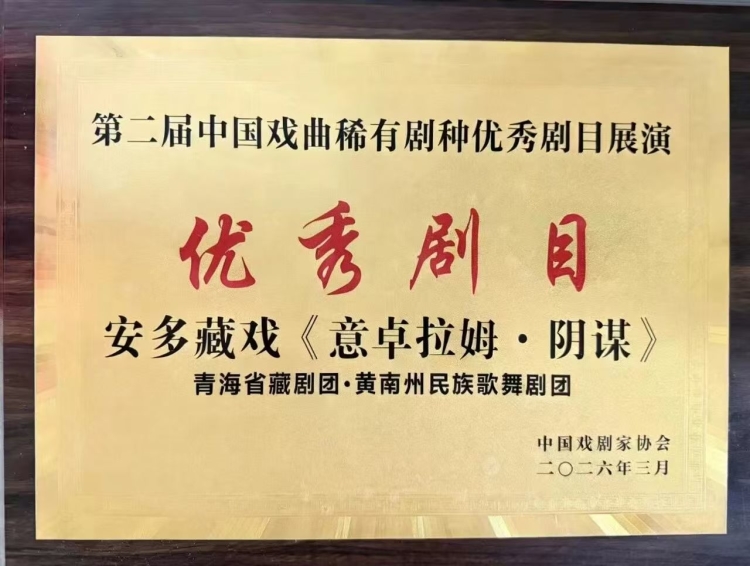 第二届中国戏曲稀有剧种优秀剧目展演
优秀剧目
安多藏戏《意卓拉姆·阴谋》
青海省藏剧团·黄南州民族歌舞剧团
中国戏剧家协会
二〇二六年三月